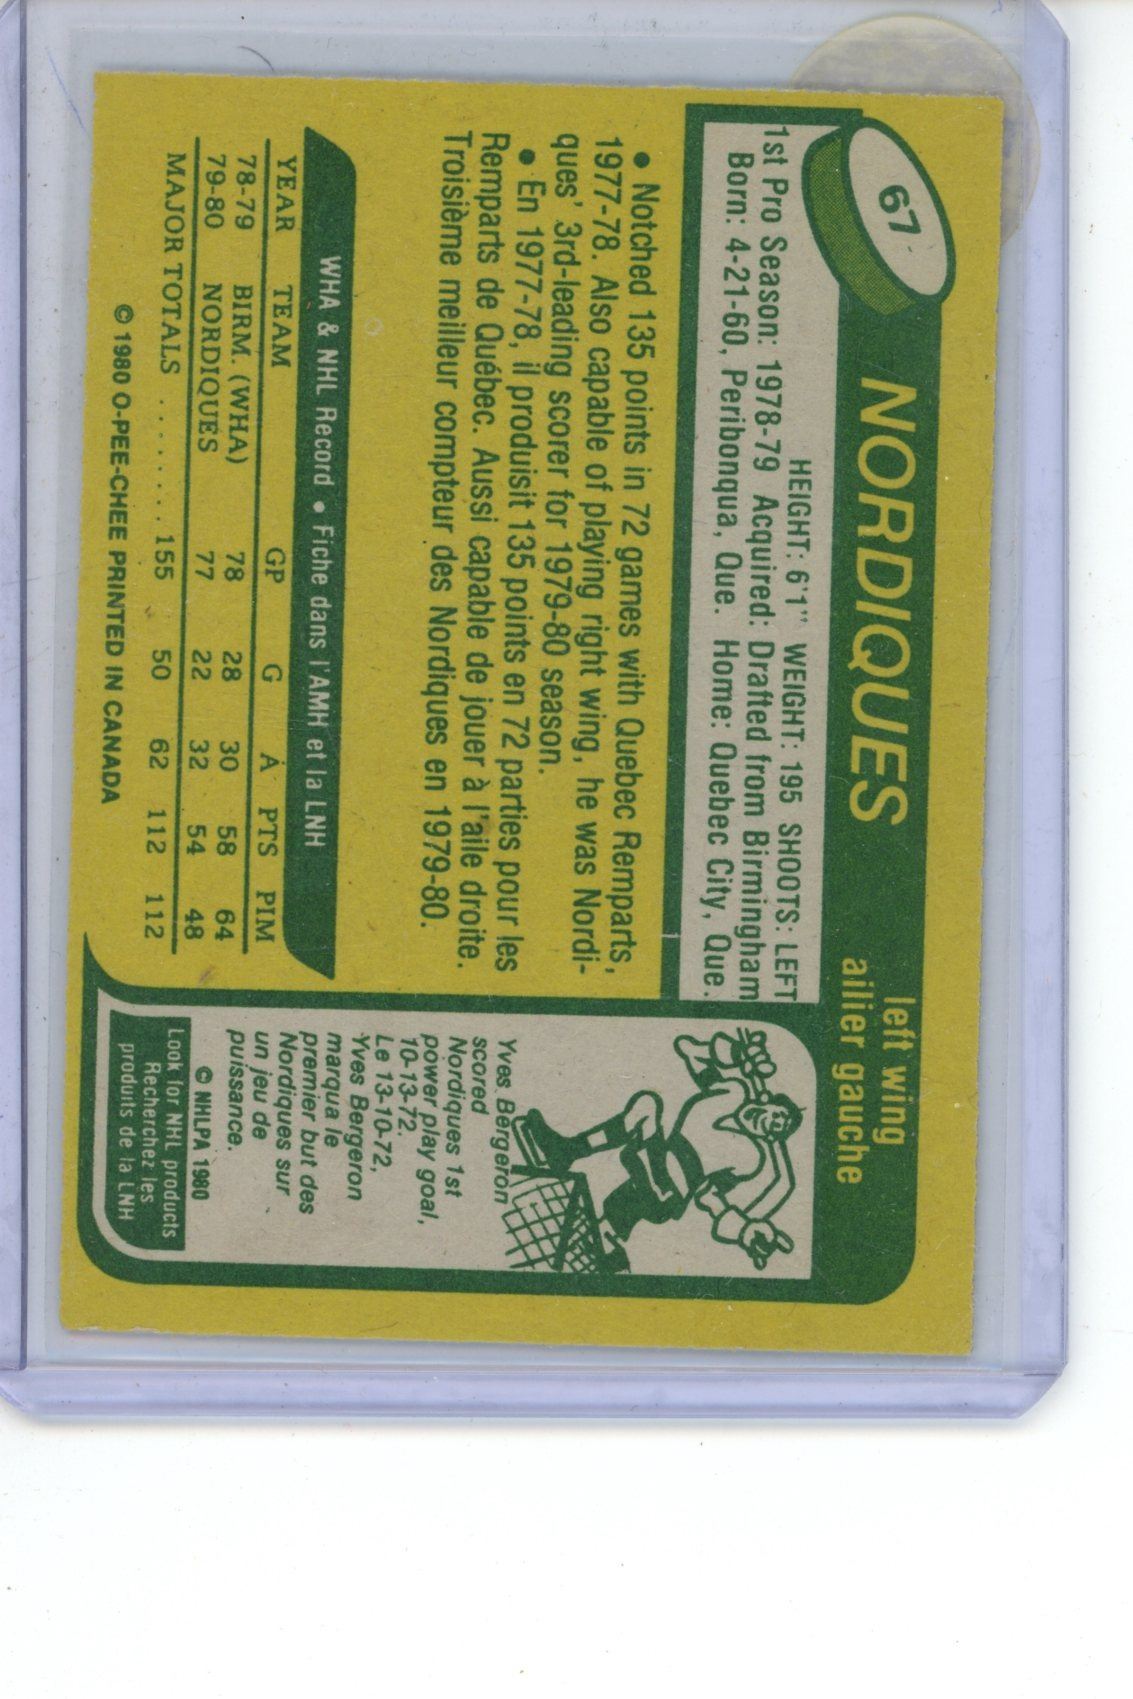 67
NORDIQUES
left wing
ailier gauche
HEIGHT: 6'1" WEIGHT: 195 SHOOTS: LEFT
1st Pro Season: 1978-79 Acquired: Drafted from Birmingham
Born: 4-21-60, Peribonqua, Que. Home: Quebec City, Que.
• Notched 135 points in 72 games with Quebec Remparts,
1977-78. Also capable of playing right wing, he was Nordi-
ques' 3rd-leading scorer for 1979-80 season.
• En 1977-78, il produisit 135 points en 72 parties pour les
Remparts de Québec. Aussi capable de jouer à l'aile droite.
Troisième meilleur compteur des Nordiques en 1979-80.
WHA & NHL Record • Fiche dans l'AMH et la LNH
YEAR TEAM GP G A PTS PIM
78-79 BIRM. (WHA) 78 28 30 58 64
79-80 NORDIQUES 77 22 32 54 48
MAJOR TOTALS ........ 155 50 62 112 112
© 1980 O-PEE-CHEE PRINTED IN CANADA
Yves Bergeron
scored
Nordiques 1st
power play goal,
10-13-72.
Le 13-10-72,
Yves Bergeron
marqua le
premier but des
Nordiques sur
un jeu de
puissance.
© NHLPA 1980
Look for NHL products
Recherchez les
produits de la LNH